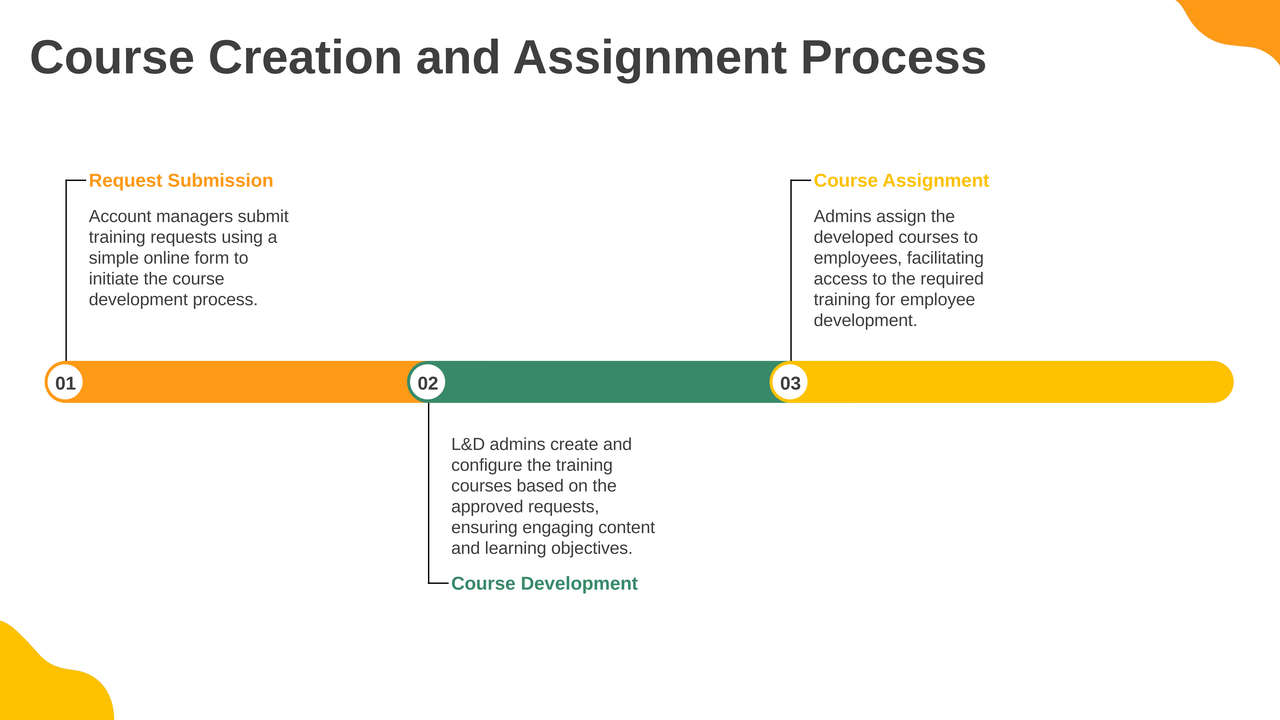 Course Creation and Assignment Process
Request Submission
Account managers submit
training requests using a
simple online form to
initiate the course
development process.
Course Assignment
Admins assign the
developed courses to
employees, facilitating
access to the required
training for employee
development.
01
02
03
L&D admins create and
configure the training
courses based on the
approved requests,
ensuring engaging content
and learning objectives.
Course Development